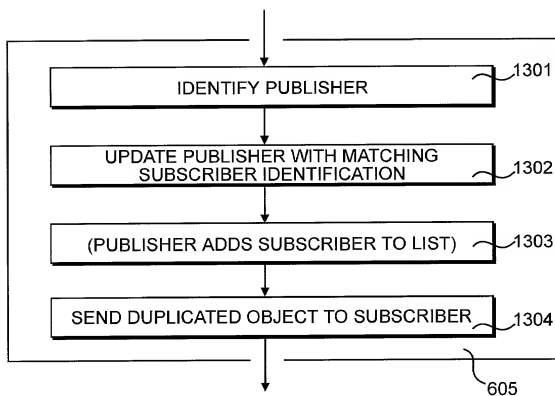 IDENTIFY PUBLISHER
1301
UPDATE PUBLISHER WITH MATCHING
SUBSCRIBER IDENTIFICATION
1302
(PUBLISHER ADDS SUBSCRIBER TO LIST)
1303
SEND DUPLICATED OBJECT TO SUBSCRIBER
1304
605